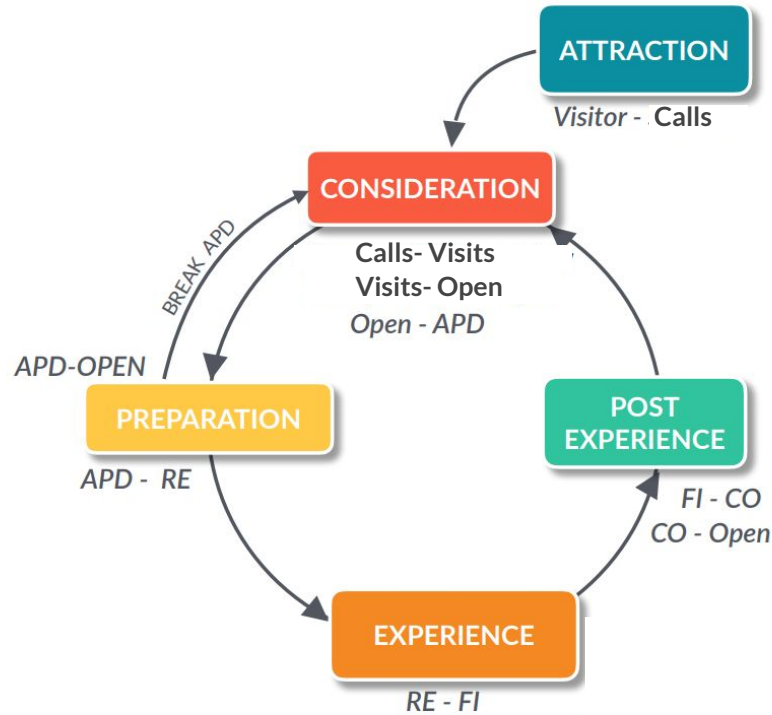 ATTRACTION
Visitor - Calls
CONSIDERATION
Calls- Visits
Visits- Open
Open - APD
BREAK APD
APD-OPEN
PREPARATION
APD - RE
POST
EXPERIENCE
FI - CO
CO - Open
EXPERIENCE
RE - FI